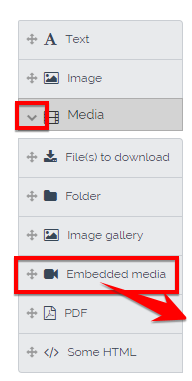 Text
Image
Media
File(s) to download
Folder
Image gallery
Embedded media
PDF
Some HTML